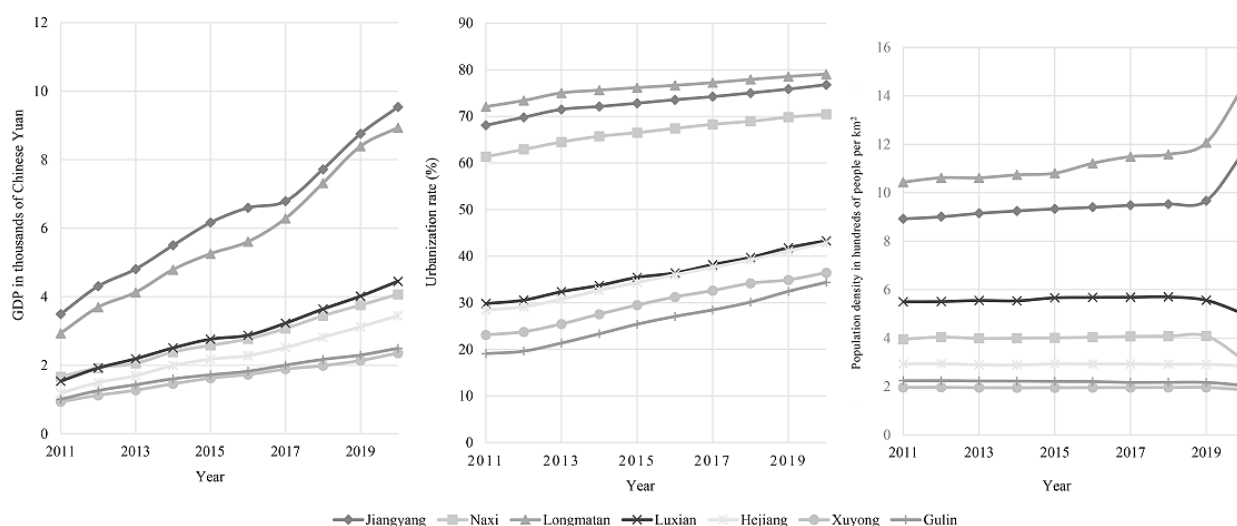 12
10
8
6
4
2
0
GDP in thousands of Chinese Yuan
2011 2013 2015 2017 2019
Year
90
80
70
60
50
40
30
20
10
0
Urbanization rate (%)
2011 2013 2015 2017 2019
Year
16
14
12
10
8
6
4
2
0
Population density in hundreds of people per km²
2011 2013 2015 2017 2019
Year
Jiangyang Naxi Longmatan Luxian Hejiang Xuyong Gulin